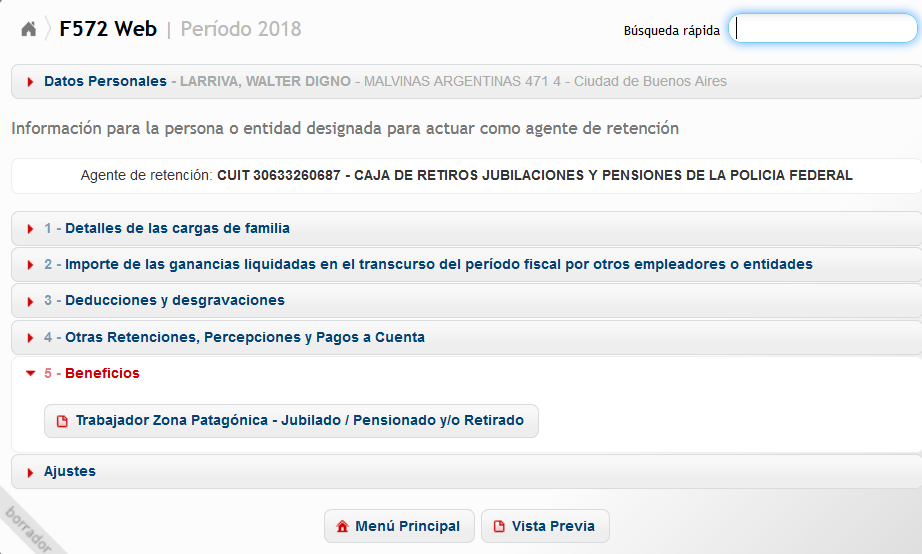 F572 Web | Período 2018
Búsqueda rápida
Datos Personales - LARRIVA, WALTER DIGNO - MALVINAS ARGENTINAS 471 4 - Ciudad de Buenos Aires
Información para la persona o entidad designada para actuar como agente de retención
Agente de retención: CUIT 30633260687 - CAJA DE RETIROS JUBILACIONES Y PENSIONES DE LA POLICIA FEDERAL
1 - Detalles de las cargas de familia
2 - Importe de las ganancias liquidadas en el transcurso del período fiscal por otros empleadores o entidades
3 - Deducciones y desgravaciones
4 - Otras Retenciones, Percepciones y Pagos a Cuenta
5 - Beneficios
Trabajador Zona Patagónica - Jubilado / Pensionado y/o Retirado
Ajustes
borrador
Menú Principal
Vista Previa